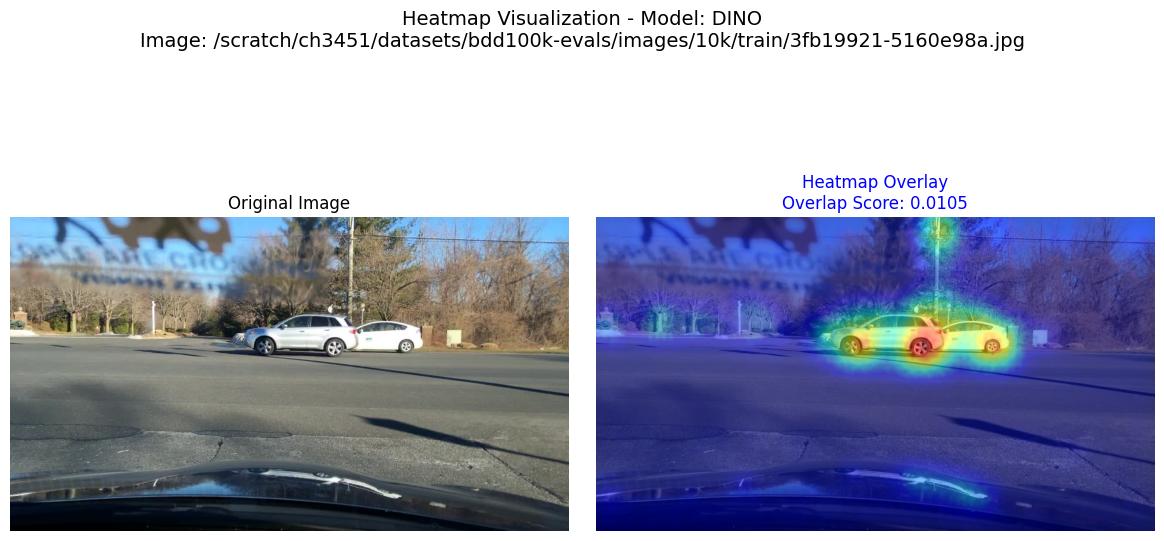 Heatmap Visualization - Model: DINO
Image: /scratch/ch3451/datasets/bdd100k-evals/images/10k/train/3fb19921-5160e98a.jpg
Original Image
Heatmap Overlay
Overlap Score: 0.0105